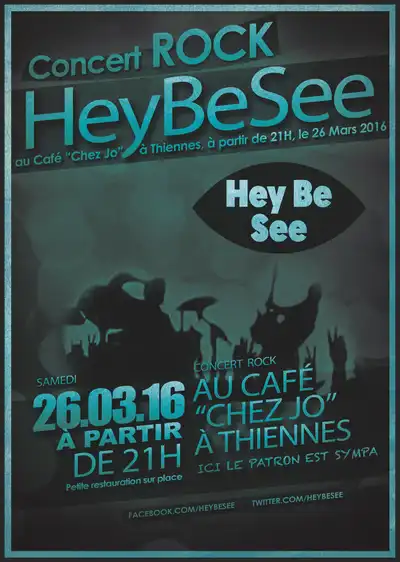 Concert ROCK
HeyBeSee
au Café "Chez Jo" à Thiennes, à partir de 21H, le 26 Mars 2016
Hey Be
See
SAMEDI
26.03.16
À PARTIR
DE 21H
Petite restauration sur place
CONCERT ROCK
AU CAFÉ
"CHEZ JO"
À THIENNES
ICI LE PATRON EST SYMPA
FACEBOOK.COM/HEYBESEE TWITTER.COM/HEYBESEE